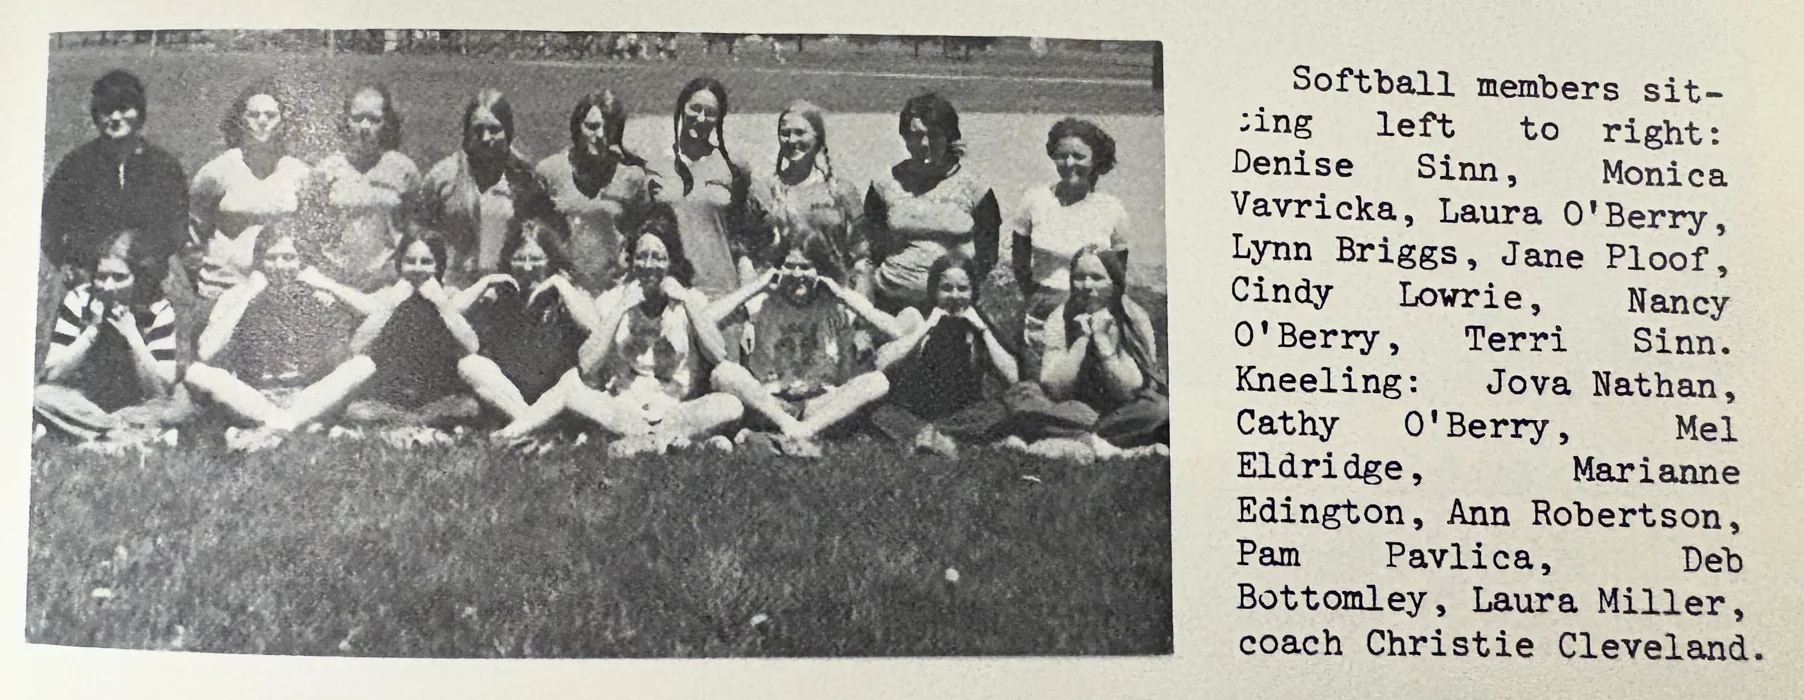 Softball members sit-
;ing left to right:
Denise Sinn, Monica
Vavricka, Laura O'Berry,
Lynn Briggs, Jane Ploof,
Cindy Lowrie, Nancy
O'Berry, Terri Sinn.
Kneeling: Jova Nathan,
Cathy O'Berry, Mel
Eldridge, Marianne
Edington, Ann Robertson,
Pam Pavlica, Deb
Bottomley, Laura Miller,
coach Christie Cleveland.